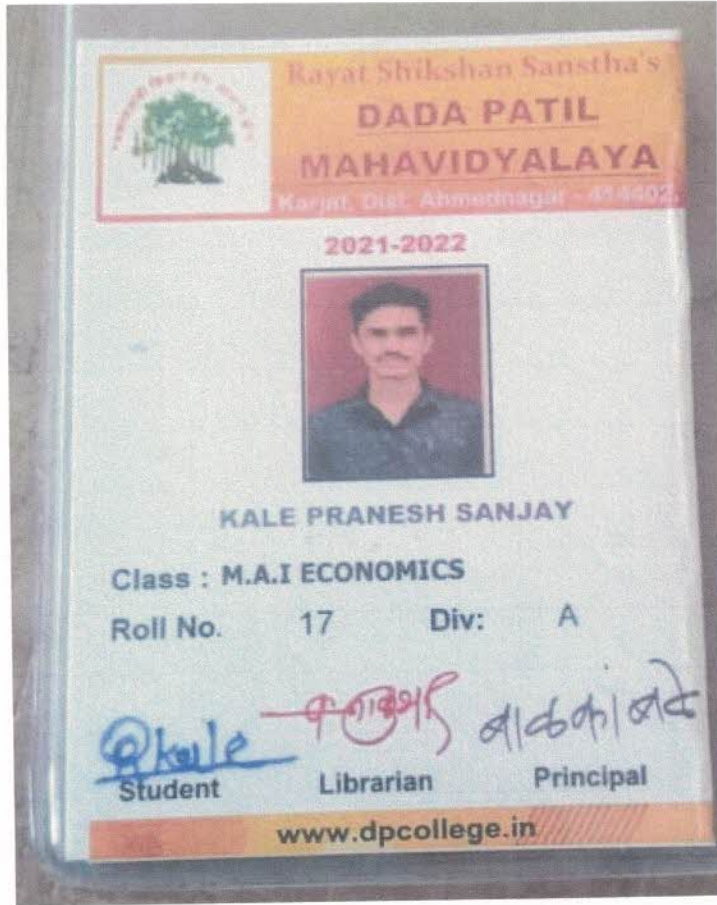 Rayat Shikshan Sanstha's
DADA PATIL
MAHAVIDYALAYA
Karjat, Dist. Ahmednagar - 414402.
2021-2022
KALE PRANESH SANJAY
Class : M.A.I ECONOMICS
Roll No. 17 Div: A
Pkale
Student Librarian Principal
www.dpcollege.in